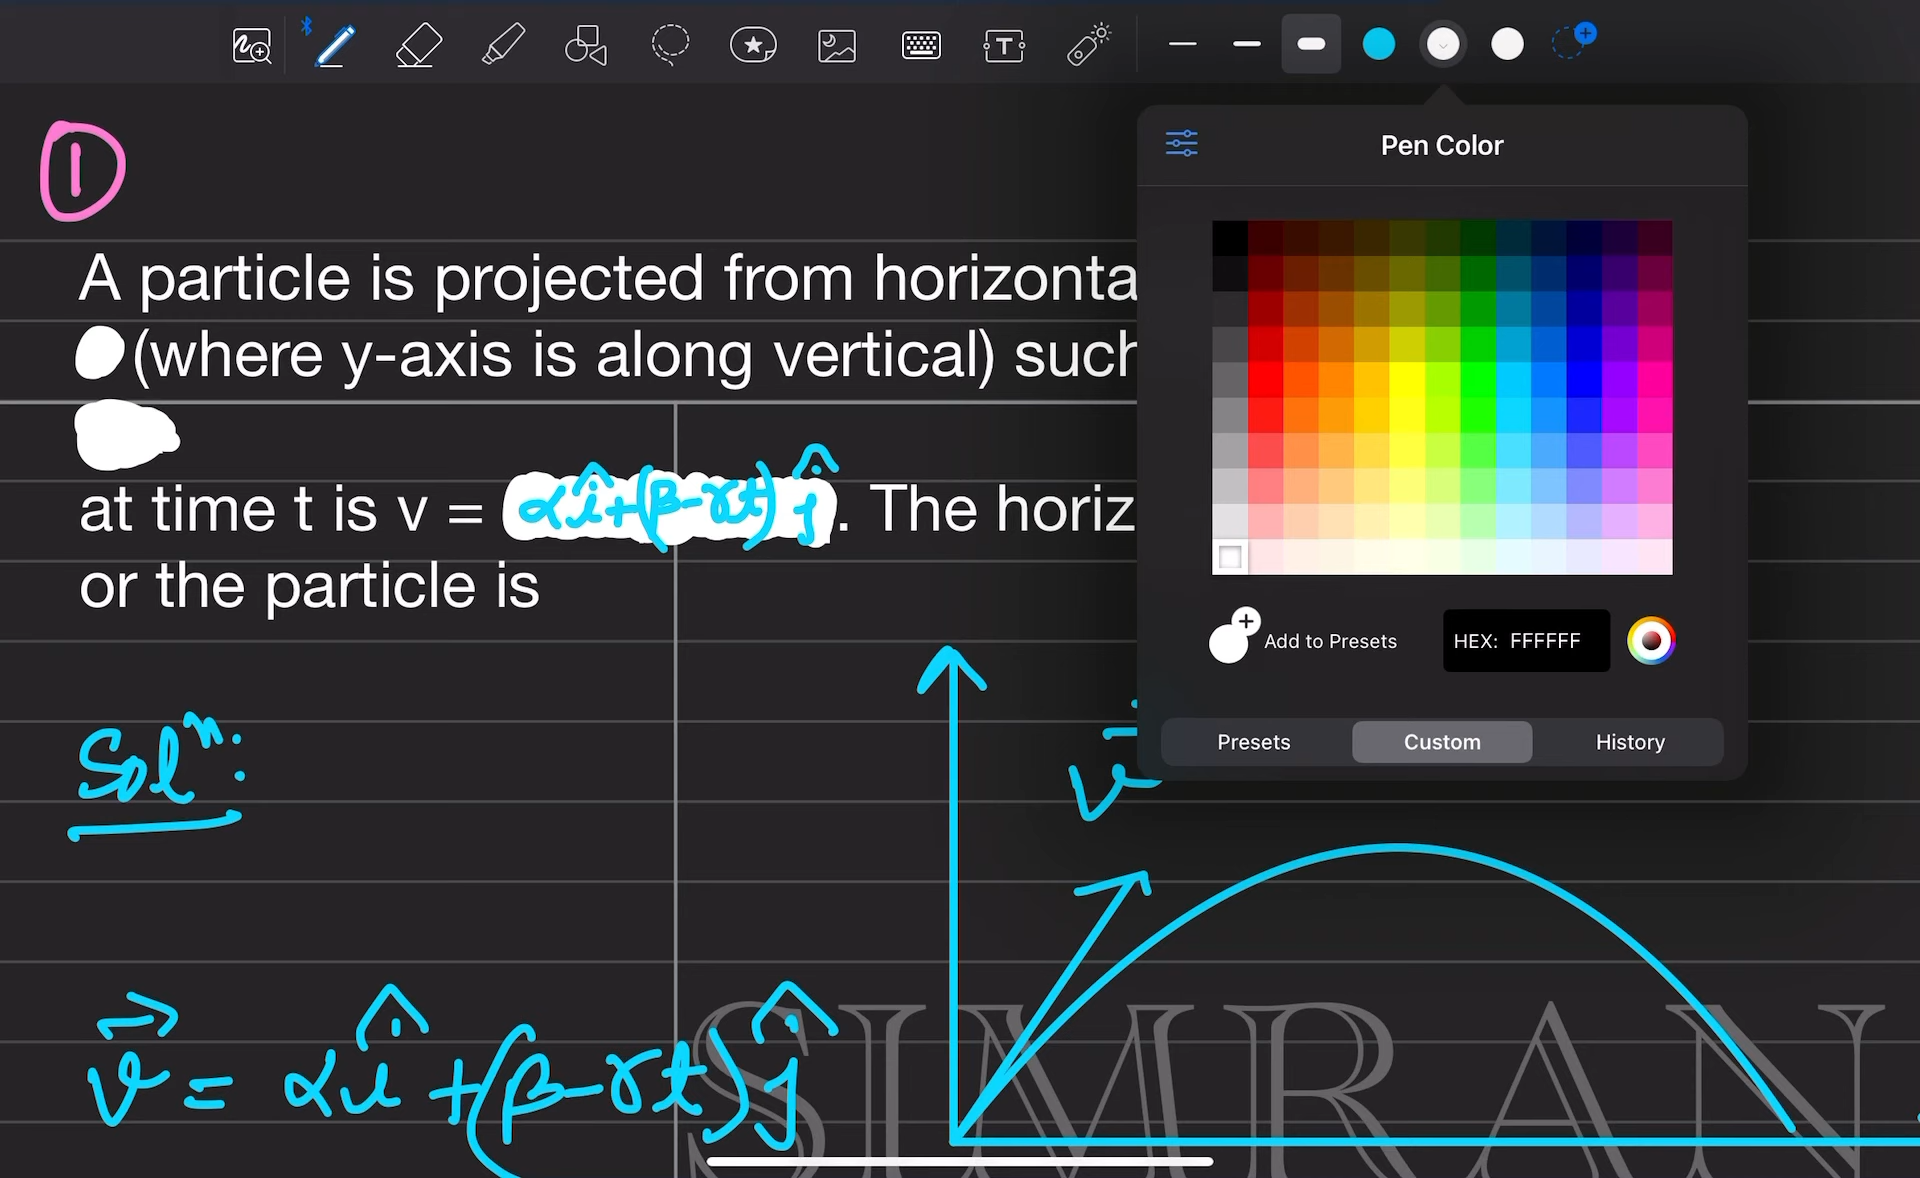 Pen Color
①
A particle is projected from horizonta
(where y-axis is along vertical) such
at time t is v = αî+(β-γt)ĵ. The horiz
or the particle is
Add to Presets
HEX: FFFFFF
Presets Custom History
Solⁿ:
v⃗ = αî+(β-γt)ĵ
SIMRAN